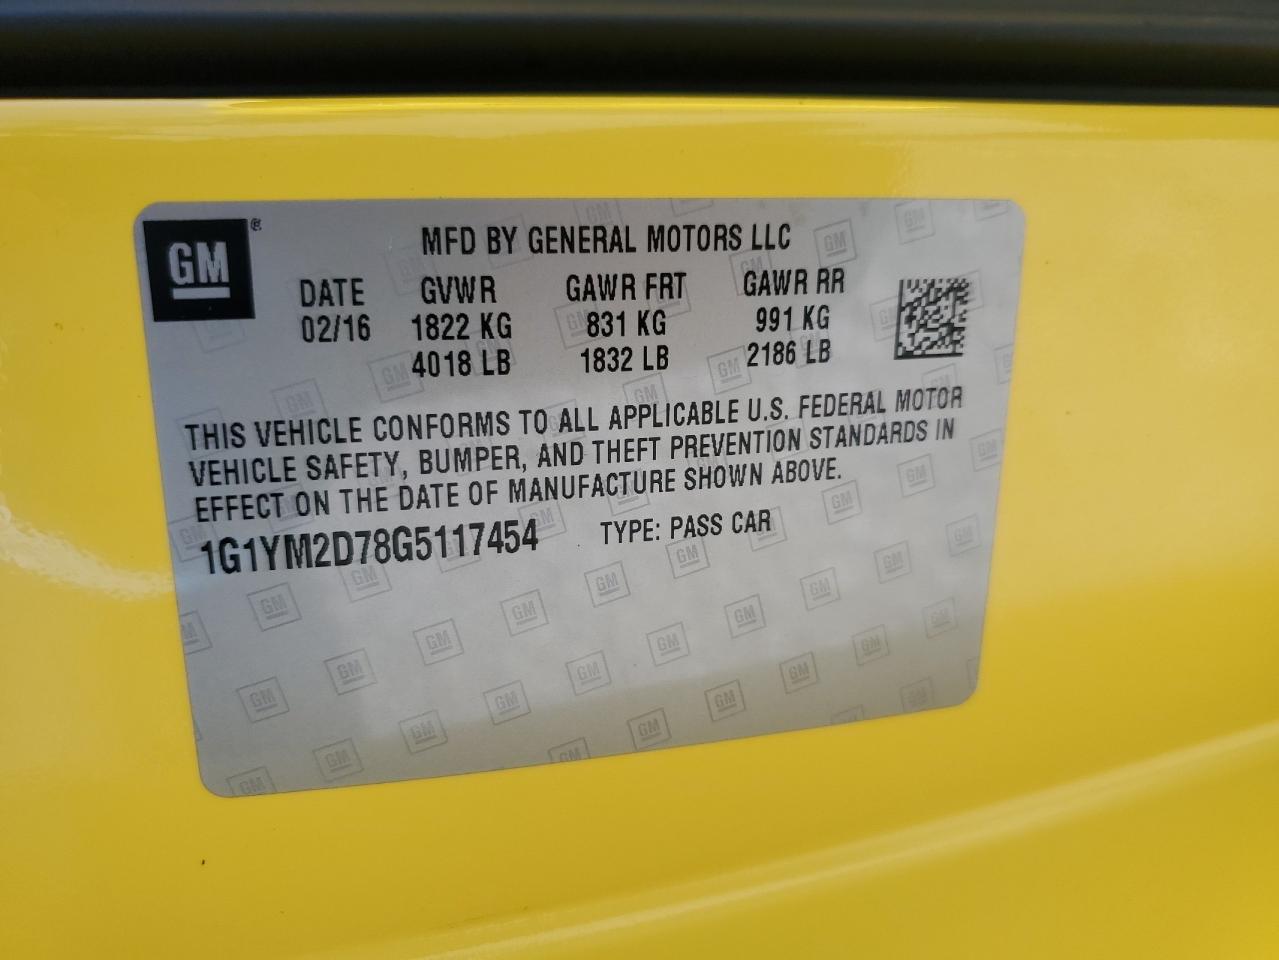 GM
MFD BY GENERAL MOTORS LLC
DATE GVWR GAWR FRT GAWR RR
02/16 1822 KG 831 KG 991 KG
4018 LB 1832 LB 2186 LB
THIS VEHICLE CONFORMS TO ALL APPLICABLE U.S. FEDERAL MOTOR
VEHICLE SAFETY, BUMPER, AND THEFT PREVENTION STANDARDS IN
EFFECT ON THE DATE OF MANUFACTURE SHOWN ABOVE.
1G1YM2D78G5117454 TYPE: PASS CAR